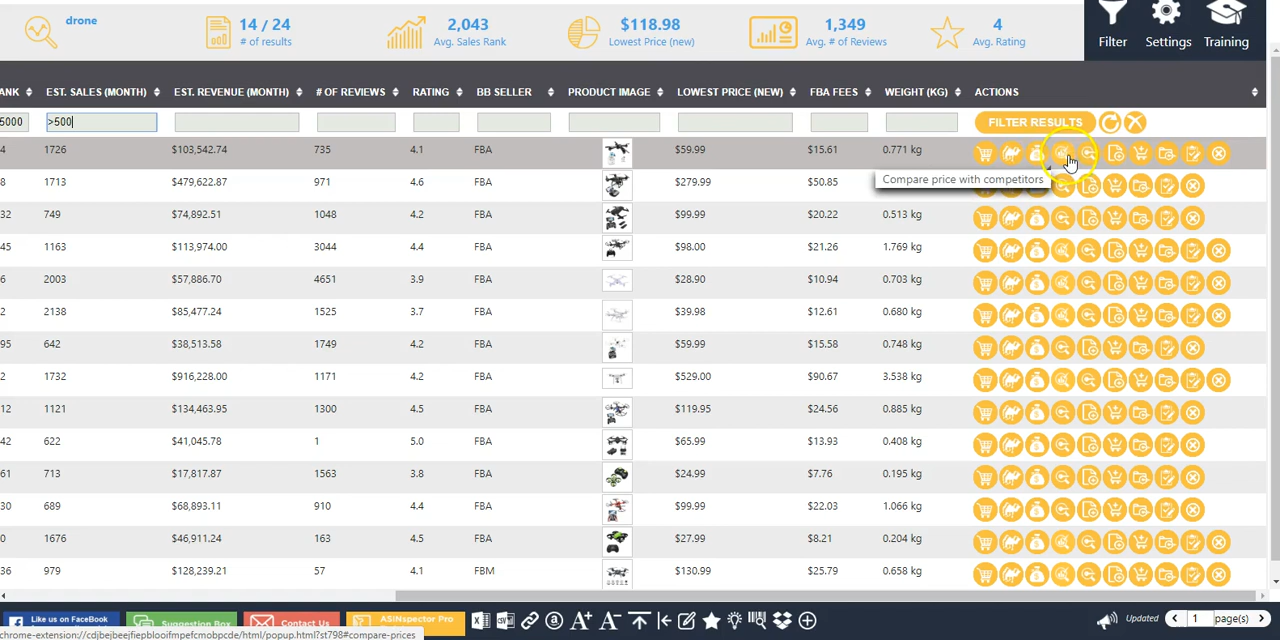 drone
14 / 24
# of results
2,043
Avg. Sales Rank
$118.98
Lowest Price (new)
1,349
Avg. # of Reviews
4
Avg. Rating
Filter
Settings
Training
ANK EST. SALES (MONTH) EST. REVENUE (MONTH) # OF REVIEWS RATING BB SELLER PRODUCT IMAGE LOWEST PRICE (NEW) FBA FEES WEIGHT (KG) ACTIONS
5000 >500 FILTER RESULTS
4 1726 $103,542.74 735 4.1 FBA $59.99 $15.61 0.771 kg
Compare price with competitors
8 1713 $479,622.87 971 4.6 FBA $279.99 $50.85
32 749 $74,892.51 1048 4.2 FBA $99.99 $20.22 0.513 kg
45 1163 $113,974.00 3044 4.4 FBA $98.00 $21.26 1.769 kg
6 2003 $57,886.70 4651 3.9 FBA $28.90 $10.94 0.703 kg
2 2138 $85,477.24 1525 3.7 FBA $39.98 $12.61 0.680 kg
95 642 $38,513.58 1749 4.2 FBA $59.99 $15.58 0.748 kg
2 1732 $916,228.00 1171 4.2 FBA $529.00 $90.67 3.538 kg
12 1121 $134,463.95 1300 4.5 FBA $119.95 $24.56 0.885 kg
42 622 $41,045.78 1 5.0 FBA $65.99 $13.93 0.408 kg
61 713 $17,817.87 1563 3.8 FBA $24.99 $7.76 0.195 kg
30 689 $68,893.11 910 4.4 FBA $99.99 $22.03 1.066 kg
0 1676 $46,911.24 163 4.5 FBA $27.99 $8.21 0.204 kg
36 979 $128,239.21 57 4.1 FBM $130.99 $25.79 0.658 kg
Like us on FaceBook Suggestion Box Contact Us ASINspector Pro Updated 1 page(s)
chrome-extension://cdjbejbeejfiepblooifmpefcmobpcde/html/popup.html?st798#compare-prices